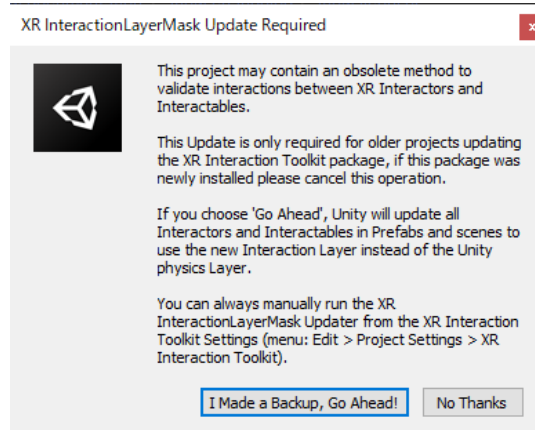 XR InteractionLayerMask Update Required
x
This project may contain an obsolete method to
validate interactions between XR Interactors and
Interactables.
This Update is only required for older projects updating
the XR Interaction Toolkit package, if this package was
newly installed please cancel this operation.
If you choose 'Go Ahead', Unity will update all
Interactors and Interactables in Prefabs and scenes to
use the new Interaction Layer instead of the Unity
physics Layer.
You can always manually run the XR
InteractionLayerMask Updater from the XR Interaction
Toolkit Settings (menu: Edit > Project Settings > XR
Interaction Toolkit).
I Made a Backup, Go Ahead!
No Thanks